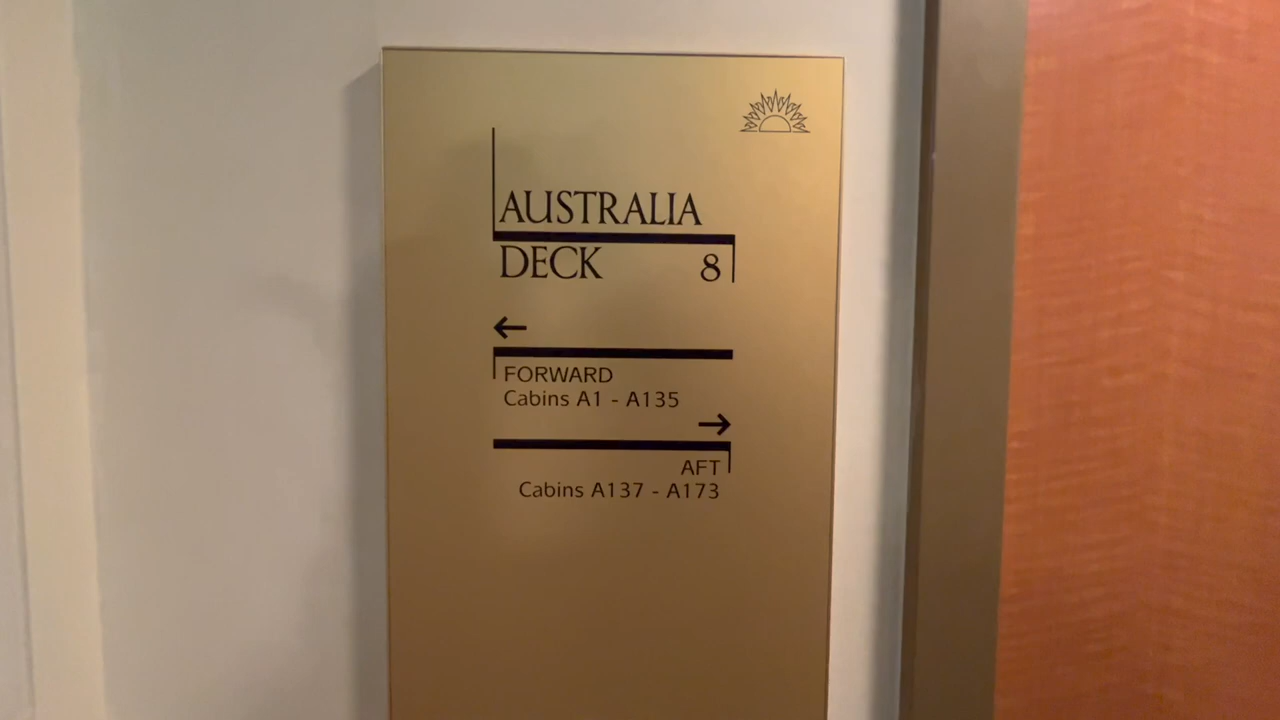 AUSTRALIA
DECK 8
←
FORWARD
Cabins A1 - A135
→
AFT
Cabins A137 - A173